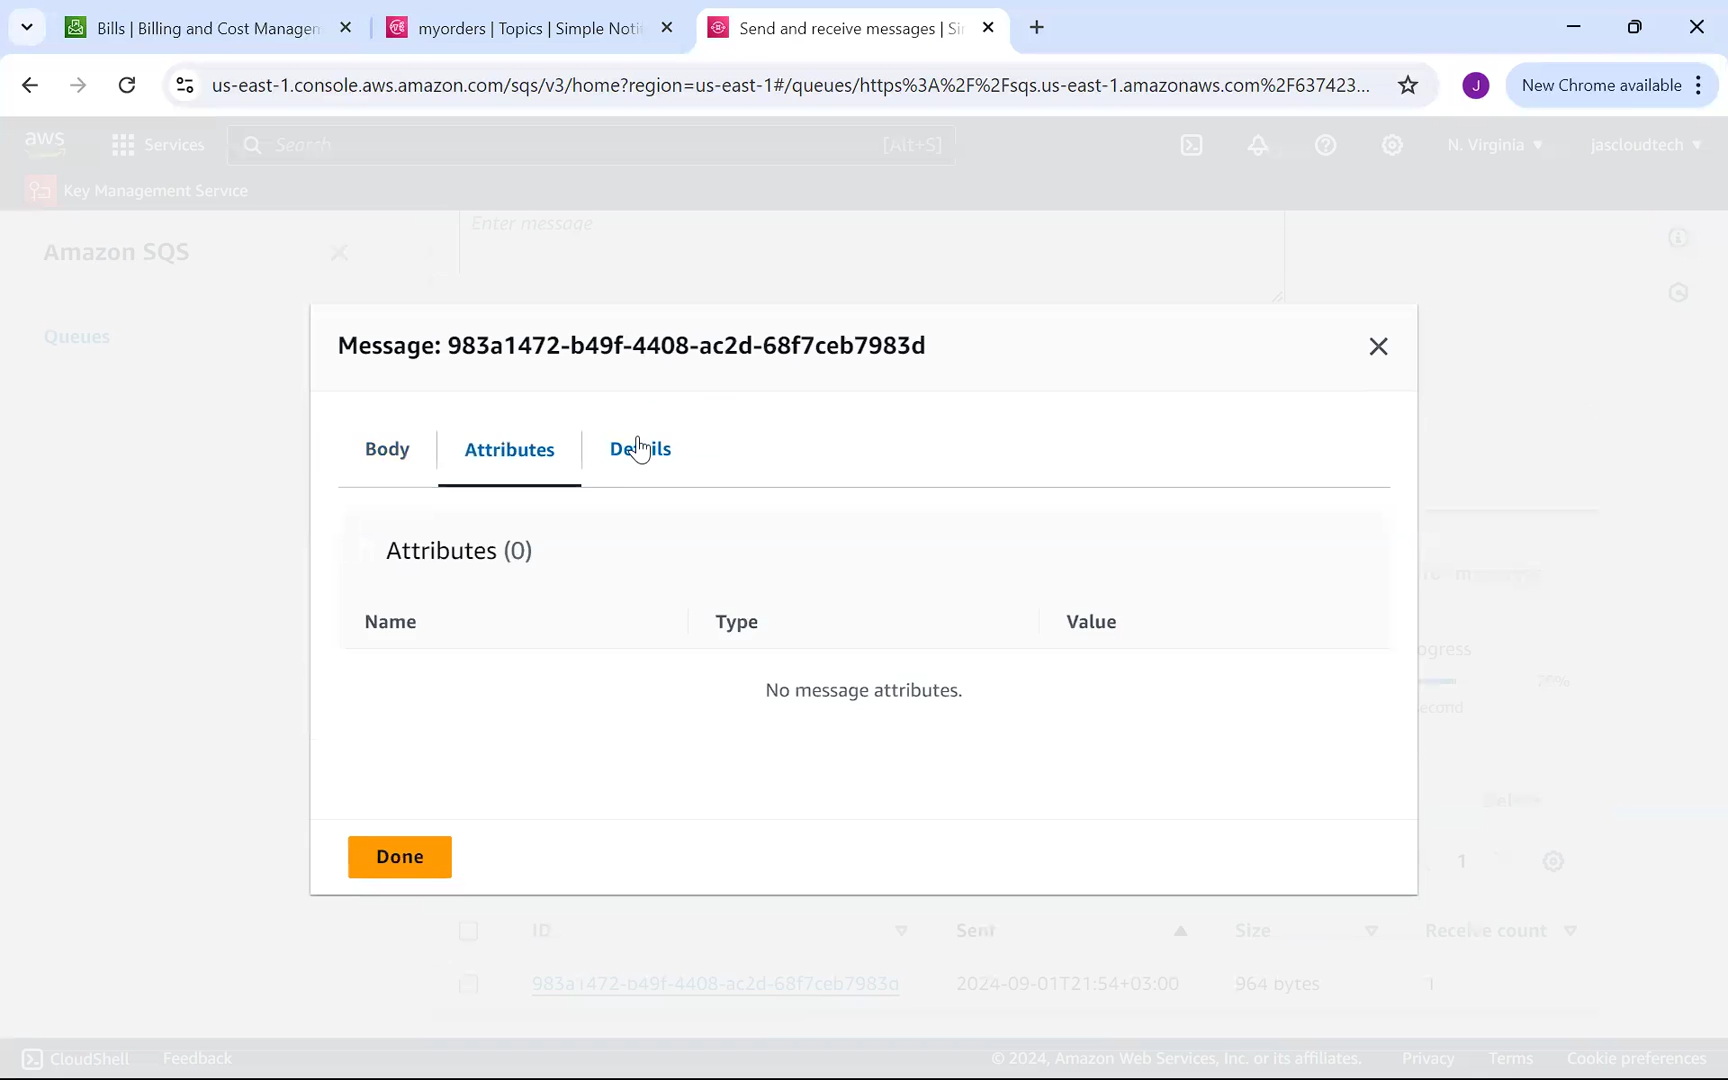 Bills | Billing and Cost Managem
myorders | Topics | Simple Noti
Send and receive messages | Si
us-east-1.console.aws.amazon.com/sqs/v3/home?region=us-east-1#/queues/https%3A%2F%2Fsqs.us-east-1.amazonaws.com%2F637423...
J
New Chrome available
aws
Services
Search
[Alt+S]
N. Virginia
jascloudtech
Key Management Service
Enter message
Amazon SQS
Queues
Message: 983a1472-b49f-4408-ac2d-68f7ceb7983d
Body
Attributes
Details
Attributes (0)
Name
Type
Value
No message attributes.
ogress
econd
Done
1
ID
Sent
Size
Receive count
983a1472-b49f-4408-ac2d-68f7ceb7983d
2024-09-01T21:54+03:00
964 bytes
1
CloudShell
Feedback
© 2024, Amazon Web Services, Inc. or its affiliates.
Privacy
Terms
Cookie preferences